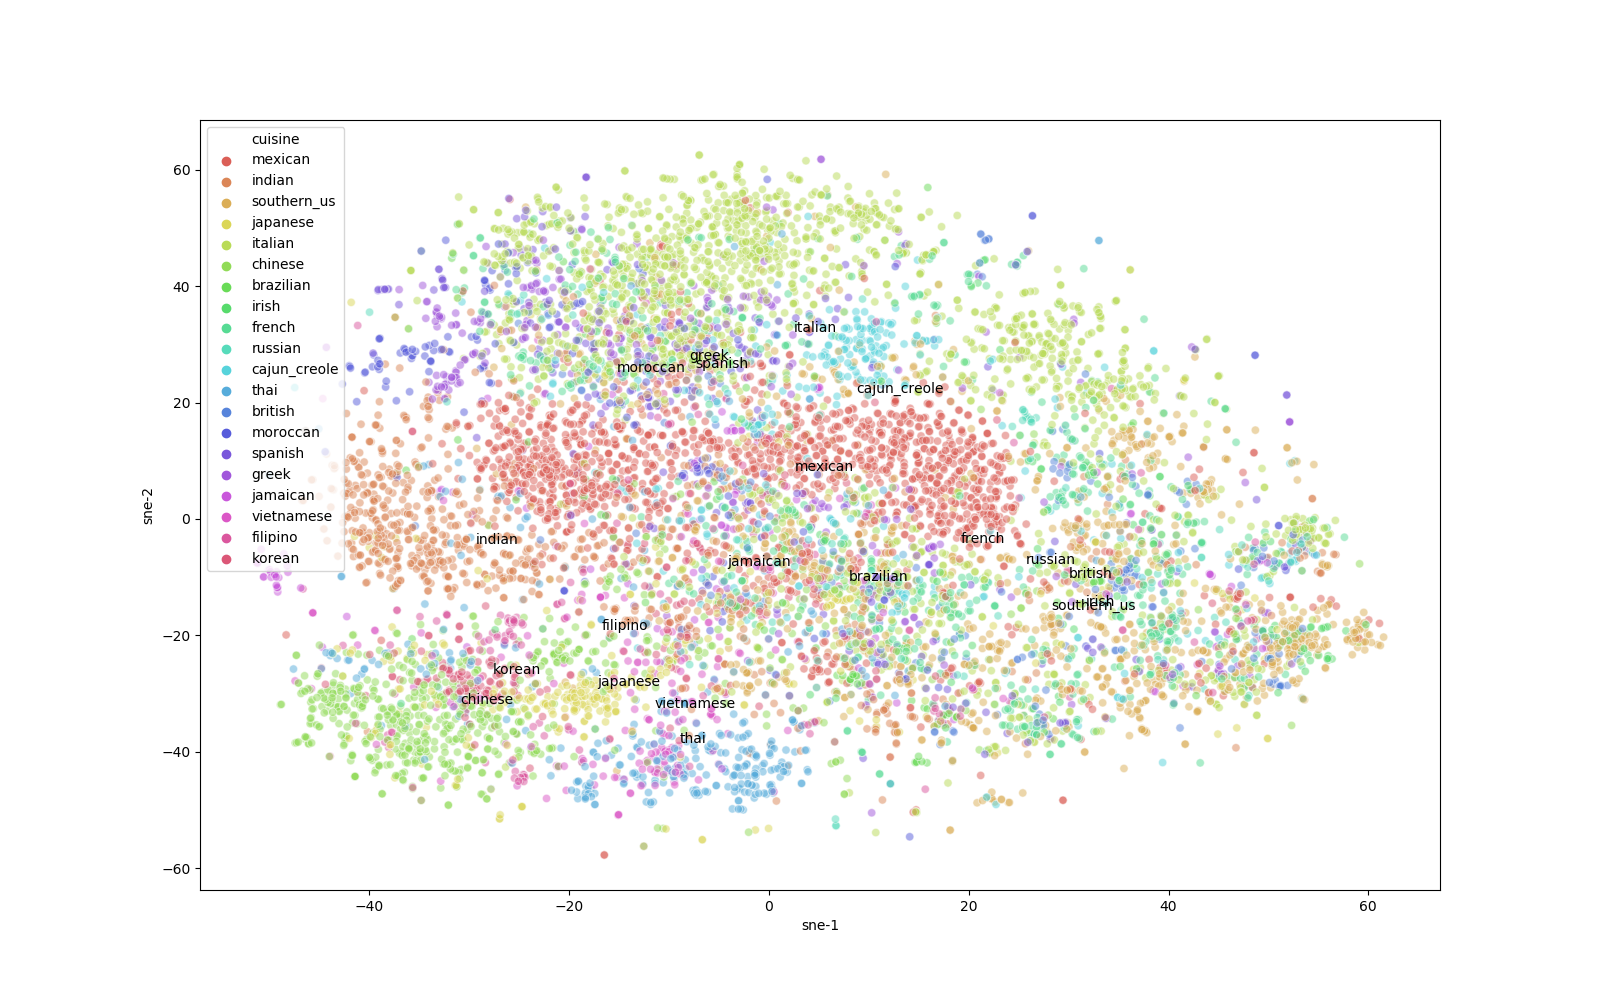 cuisine
mexican
indian
southern_us
japanese
italian
chinese
brazilian
irish
french
russian
cajun_creole
thai
british
moroccan
spanish
greek
jamaican
vietnamese
filipino
korean
60
40
20
0
−20
−40
−60
sne-2
italian
greek
spanish
moroccan
cajun_creole
mexican
indian
french
jamaican
russian
brazilian
british
irish
southern_us
filipino
korean
japanese
chinese
vietnamese
thai
−40 −20 0 20 40 60
sne-1